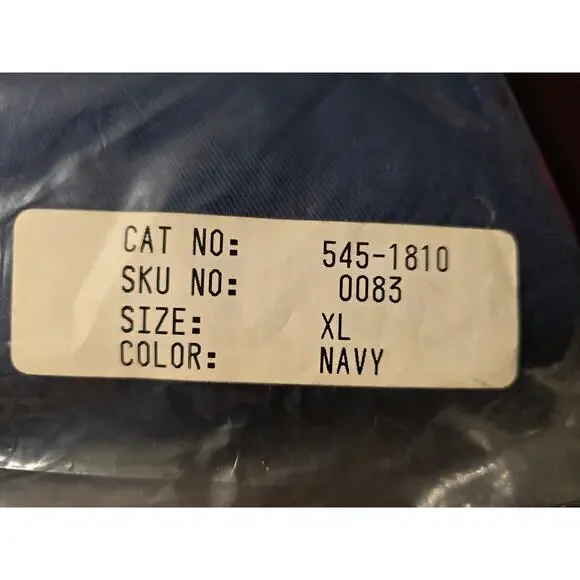 CAT NO: 545-1810
SKU NO: 0083
SIZE: XL
COLOR: NAVY